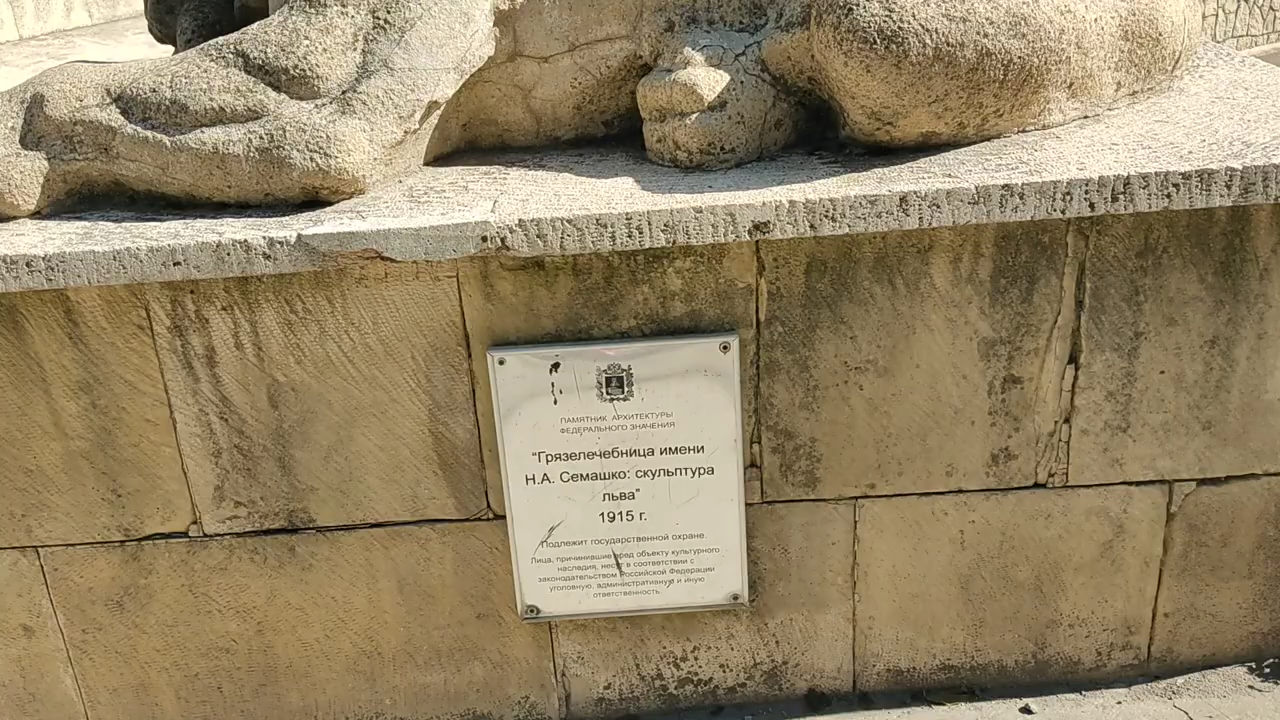 ПАМЯТНИК АРХИТЕКТУРЫ
ФЕДЕРАЛЬНОГО ЗНАЧЕНИЯ
"Грязелечебница имени
Н.А. Семашко: скульптура
льва"
1915 г.
Подлежит государственной охране.
Лица, причинившие вред объекту культурного
наследия, несут в соответствии с
законодательством Российской Федерации
уголовную, административную и иную
ответственность.